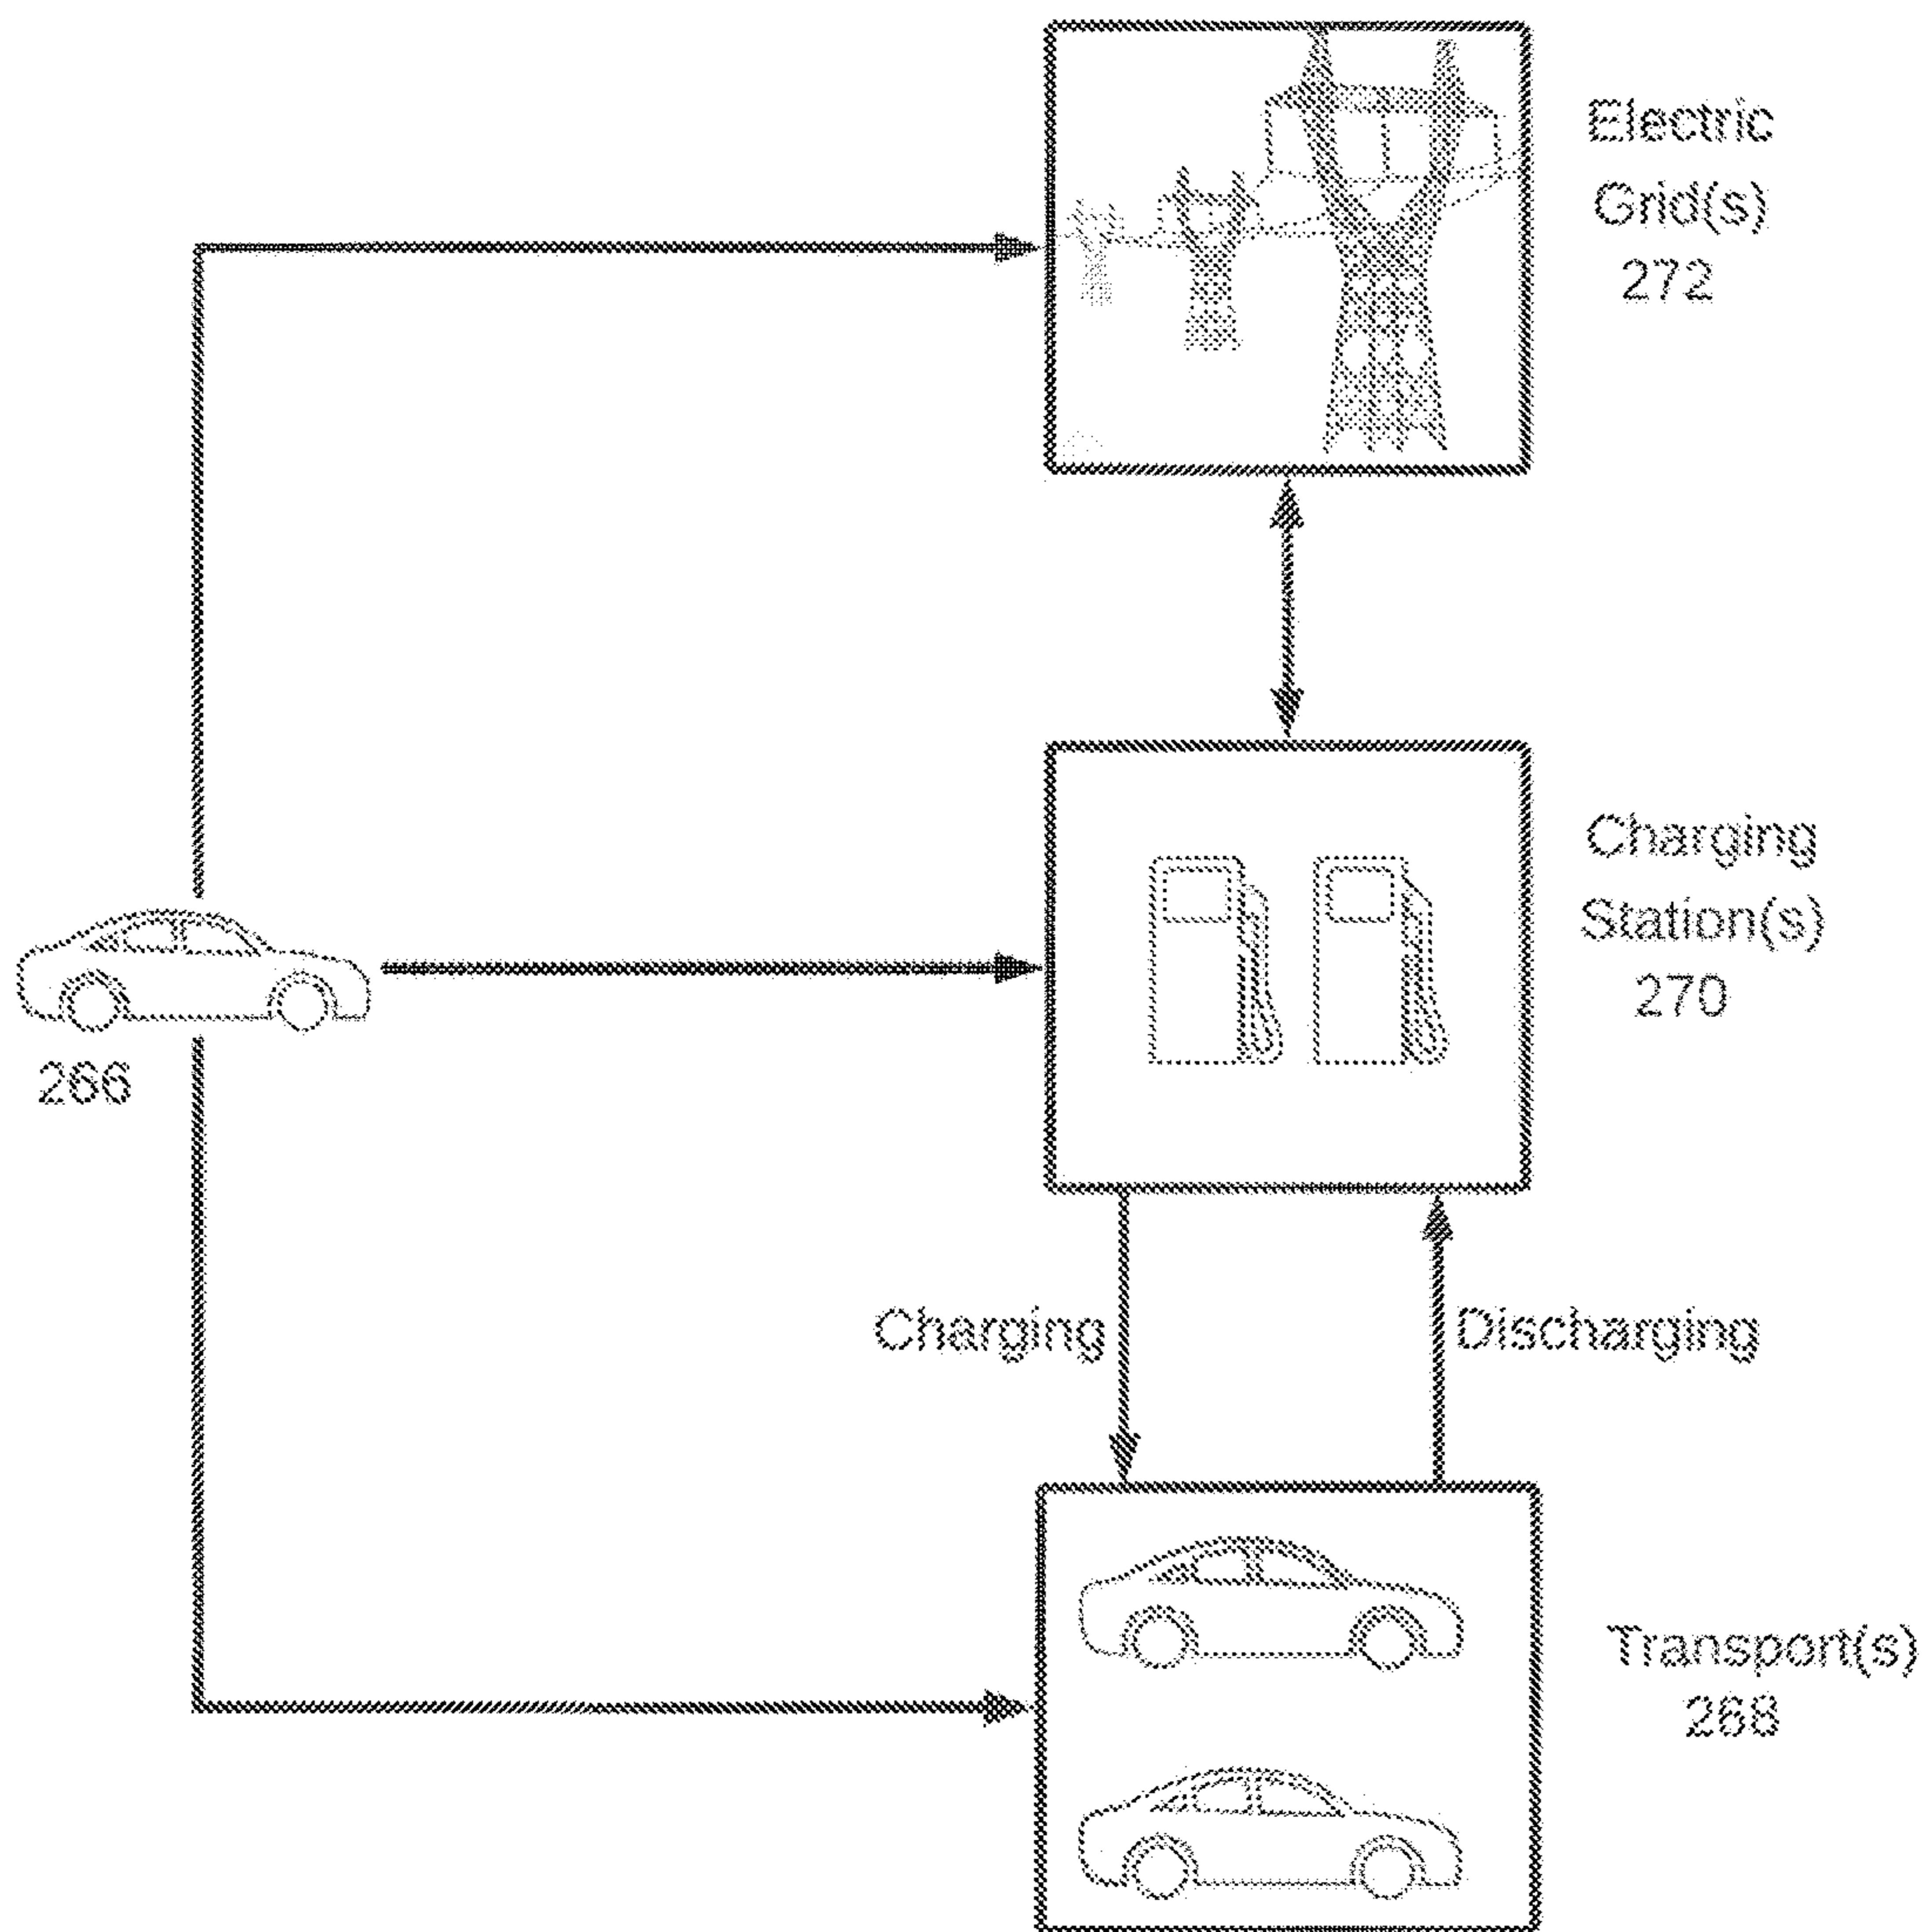 Electric
Grid(s)
272
Charging
Station(s)
270
266
Charging
Discharging
Transport(s)
268